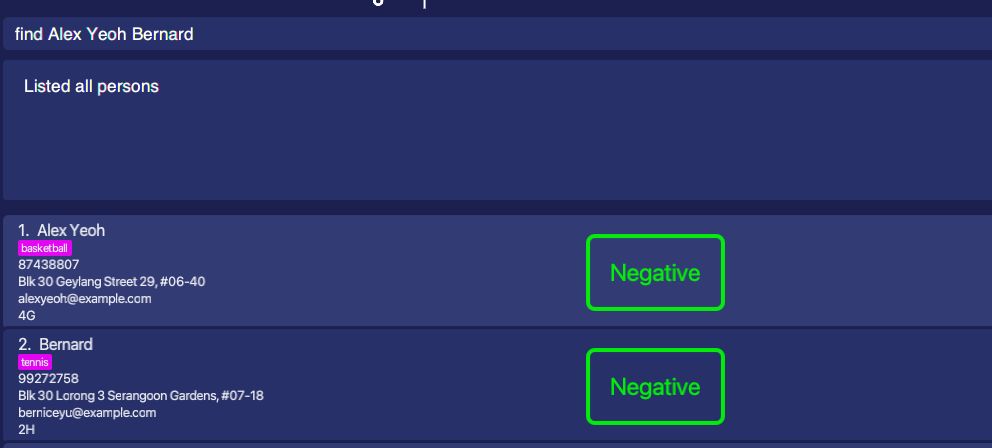 find Alex Yeoh Bernard
Listed all persons
1. Alex Yeoh
basketball
87438807
Blk 30 Geylang Street 29, #06-40
alexyeoh@example.com
4G
Negative
2. Bernard
tennis
99272758
Blk 30 Lorong 3 Serangoon Gardens, #07-18
berniceyu@example.com
2H
Negative